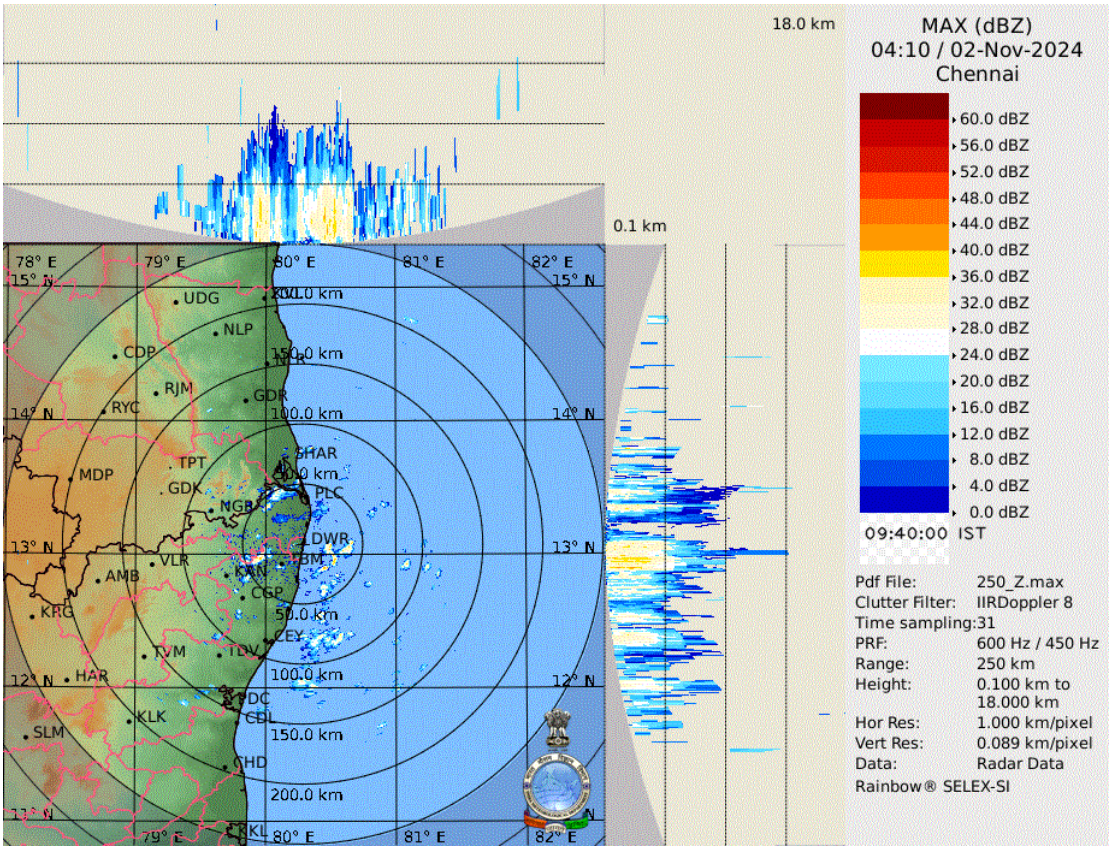 18.0 km
0.1 km
MAX (dBZ)
04:10 / 02-Nov-2024
Chennai
60.0 dBZ
56.0 dBZ
52.0 dBZ
48.0 dBZ
44.0 dBZ
40.0 dBZ
36.0 dBZ
32.0 dBZ
28.0 dBZ
24.0 dBZ
20.0 dBZ
16.0 dBZ
12.0 dBZ
8.0 dBZ
4.0 dBZ
0.0 dBZ
09:40:00 IST
Pdf File: 250_Z.max
Clutter Filter: IIRDoppler 8
Time sampling:31
PRF: 600 Hz / 450 Hz
Range: 250 km
Height: 0.100 km to
18.000 km
Hor Res: 1.000 km/pixel
Vert Res: 0.089 km/pixel
Data: Radar Data
Rainbow® SELEX-SI
78° E 79° E 80° E 81° E 82° E
15° N 15° N
UDG
NLP
150.0 km
CDP
RJM
GDR
RYC
100.0 km
14° N 14° N
SHAR
TPT
MDP
GDK
PLC
NGR
DWR
13° N 13° N
VLR
AMB
CGP
KPG
50.0 km
CEY
TVM
TDV
100.0 km
HAR
12° N 12° N
KLK
CDL
SLM
150.0 km
CHD
200.0 km
11° N 11° N
KKL
79° E 80° E 81° E 82° E